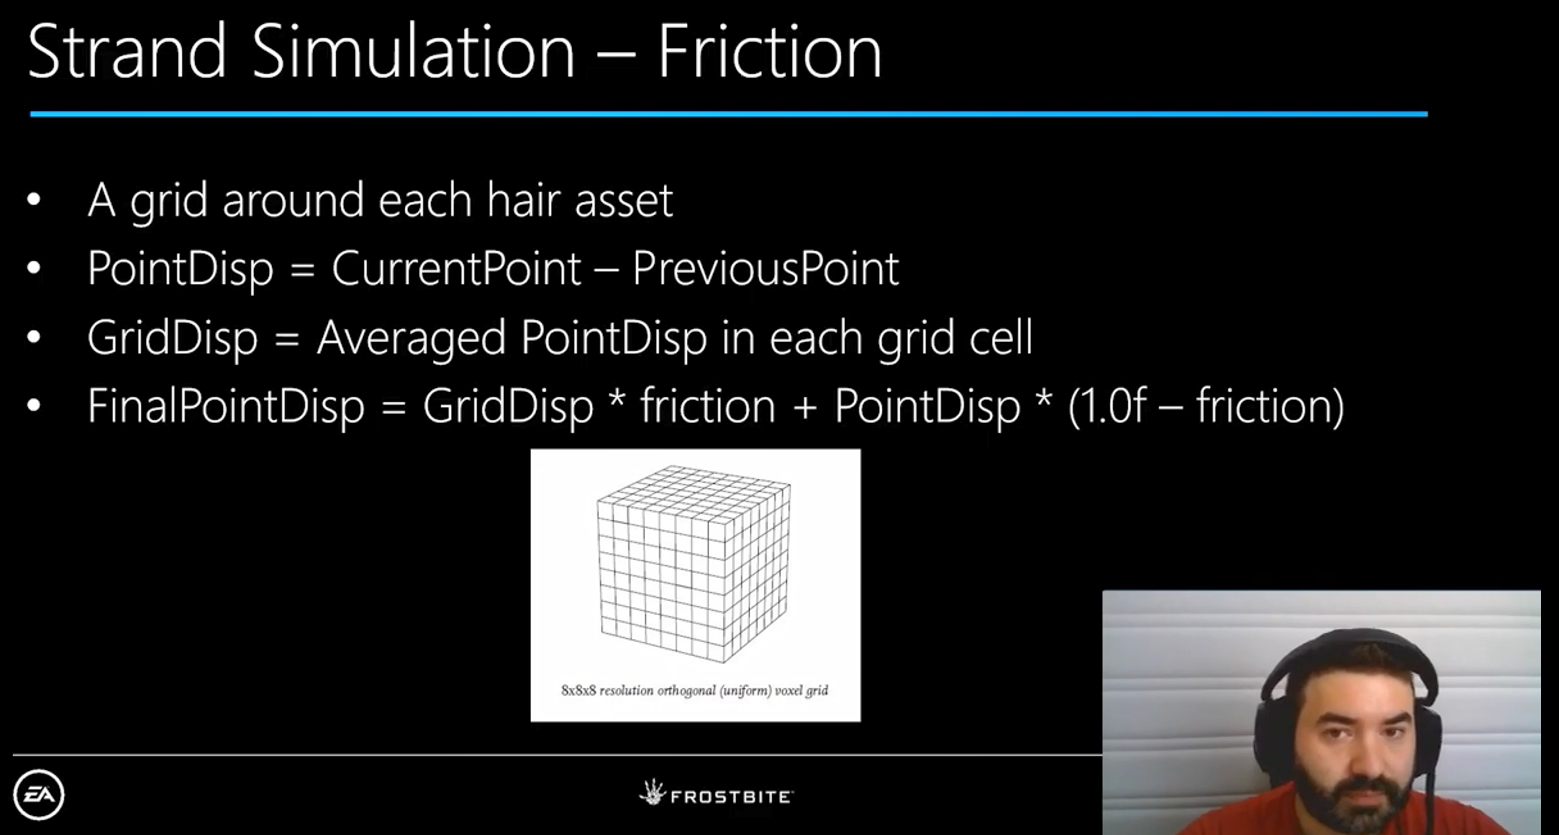 Strand Simulation – Friction
• A grid around each hair asset
• PointDisp = CurrentPoint – PreviousPoint
• GridDisp = Averaged PointDisp in each grid cell
• FinalPointDisp = GridDisp * friction + PointDisp * (1.0f – friction)
8x8x8 resolution orthogonal (uniform) voxel grid
EA
FROSTBITE